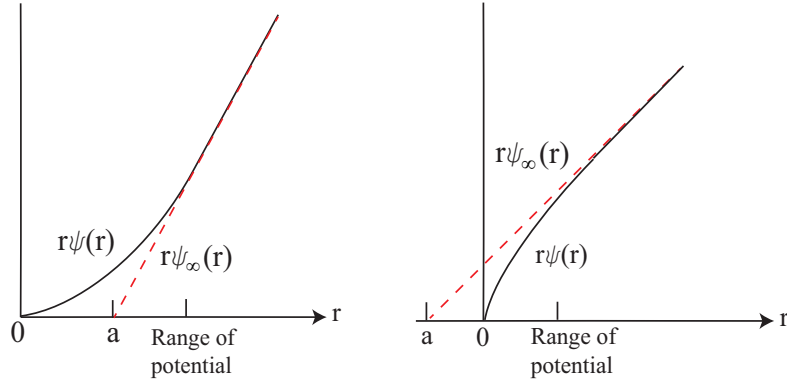 rψ(r)
rψ∞(r)
0
a
r
Range of
potential
rψ∞(r)
rψ(r)
a
0
r
Range of
potential